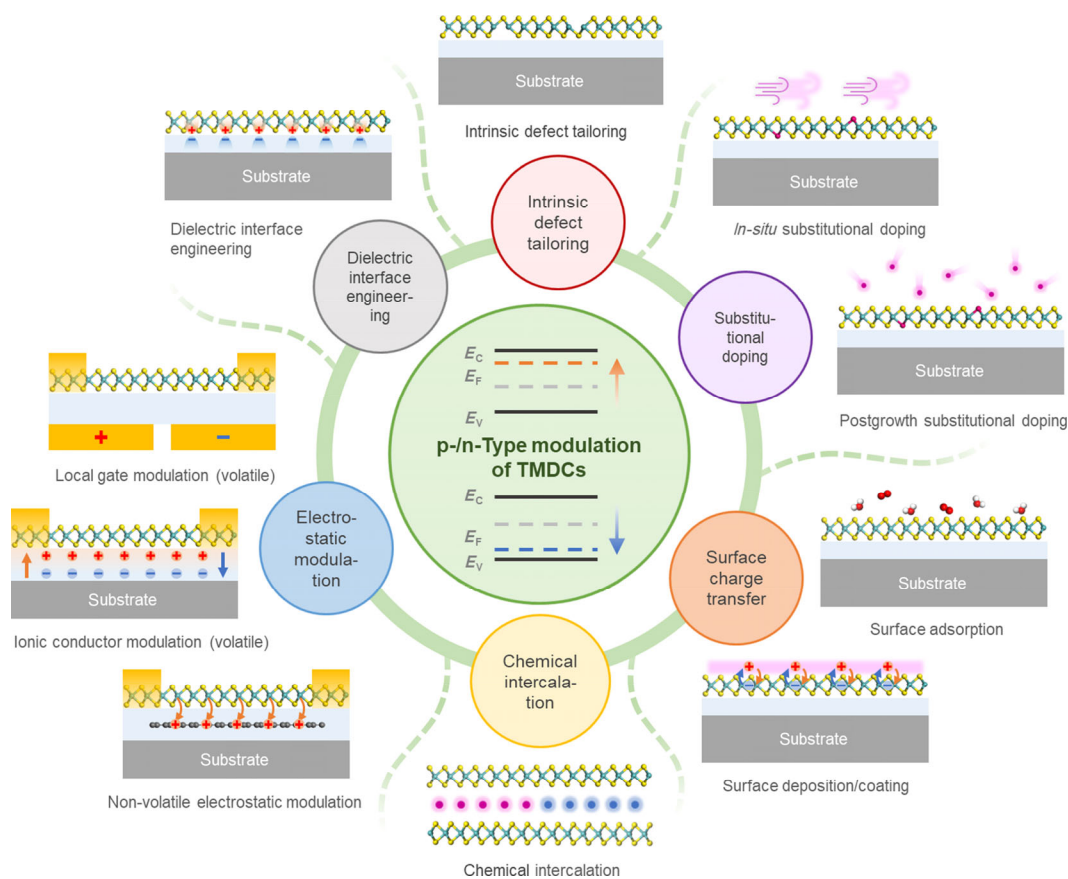 Substrate
Intrinsic defect tailoring
Substrate
Dielectric interface
engineering
Substrate
In-situ substitutional doping
Intrinsic
defect
tailoring
Dielectric
interface
engineer-
ing
Substitu-
tional
doping
Substrate
Postgrowth substitutional doping
E_C
E_F
E_V
p-/n-Type modulation
of TMDCs
E_C
E_F
E_V
+
−
Local gate modulation (volatile)
Electro-
static
modula-
tion
Substrate
Ionic conductor modulation (volatile)
Surface
charge
transfer
Substrate
Surface adsorption
Chemical
intercala-
tion
Substrate
Non-volatile electrostatic modulation
Substrate
Surface deposition/coating
Chemical intercalation